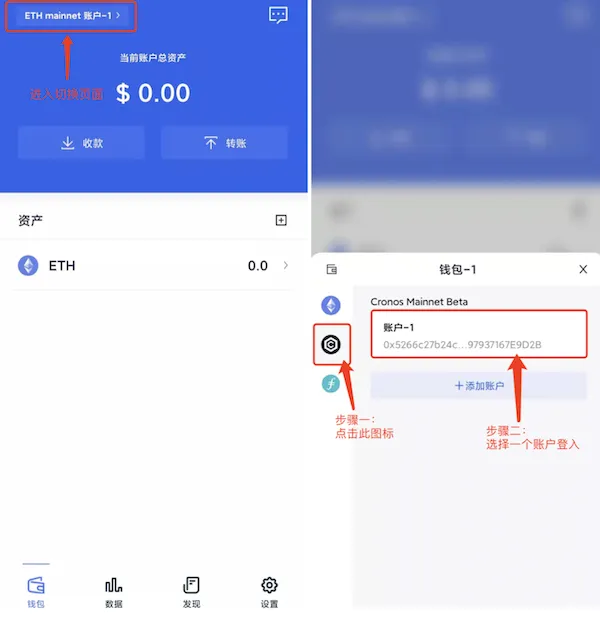 ETH mainnet 账户-1
当前账户总资产
进入切换页面
$ 0.00
收款
转账
资产
ETH
0.0
钱包
数据
发现
设置
钱包-1
Cronos Mainnet Beta
账户-1
0x5266c27b24c...97937167E9D2B
+添加账户
步骤一：
点击此图标
步骤二：
选择一个账户登入